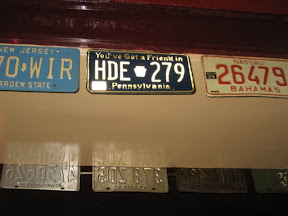 NEW JERSEY
70 WIR
GARDEN STATE
You've Got a Friend in
HDE 279
Pennsylvania
NASSAU
26479
BAHAMAS